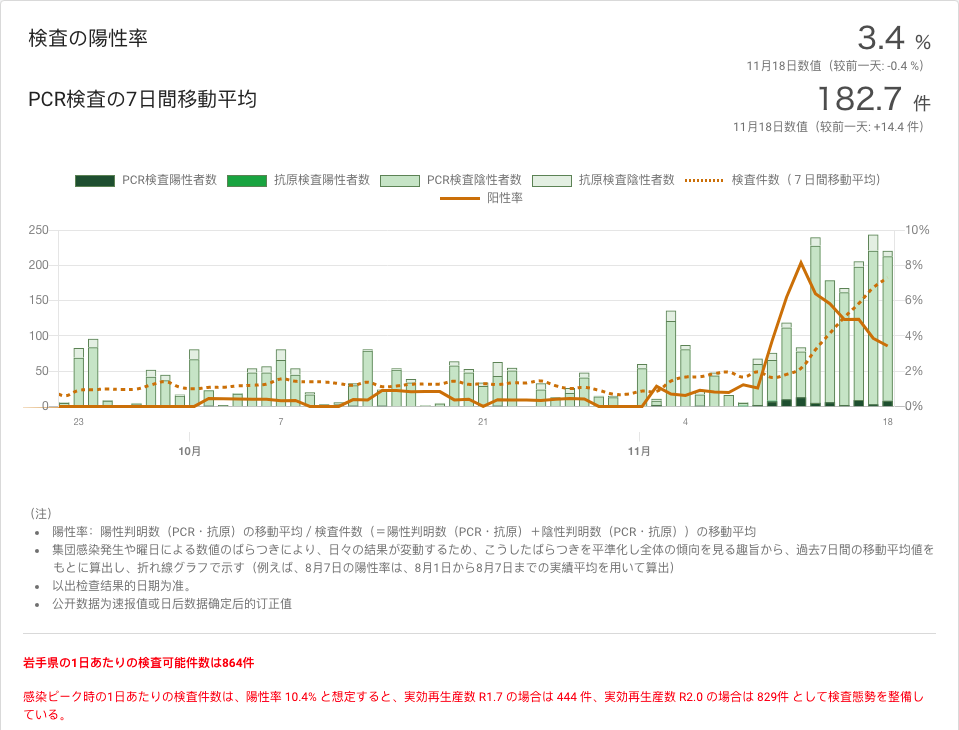 検査の陽性率
3.4 %
11月18日数值（较前一天: -0.4 %）
PCR検査の7日間移動平均
182.7 件
11月18日数值（较前一天: +14.4 件）
PCR検査陽性者数 抗原検査陽性者数 PCR検査陰性者数 抗原検査陰性者数 検査件数（７日間移動平均）
阳性率
250 10%
200 8%
150 6%
100 4%
50 2%
0 0%
23 7 21 4 18
10月 11月
（注）
• 陽性率：陽性判明数（PCR・抗原）の移動平均 / 検査件数（＝陽性判明数（PCR・抗原）＋陰性判明数（PCR・抗原））の移動平均
• 集団感染発生や曜日による数値のばらつきにより、日々の結果が変動するため、こうしたばらつきを平準化し全体の傾向を見る趣旨から、過去7日間の移動平均値を
もとに算出し、折れ線グラフで示す（例えば、8月7日の陽性率は、8月1日から8月7日までの実績平均を用いて算出）
• 以出检查结果的日期为准。
• 公开数据为速报值或日后数据确定后的订正值
岩手県の1日あたりの検査可能件数は864件
感染ピーク時の1日あたりの検査件数は、陽性率 10.4% と想定すると、実効再生産数 R1.7 の場合は 444 件、実効再生産数 R2.0 の場合は 829件 として検査態勢を整備し
ている。